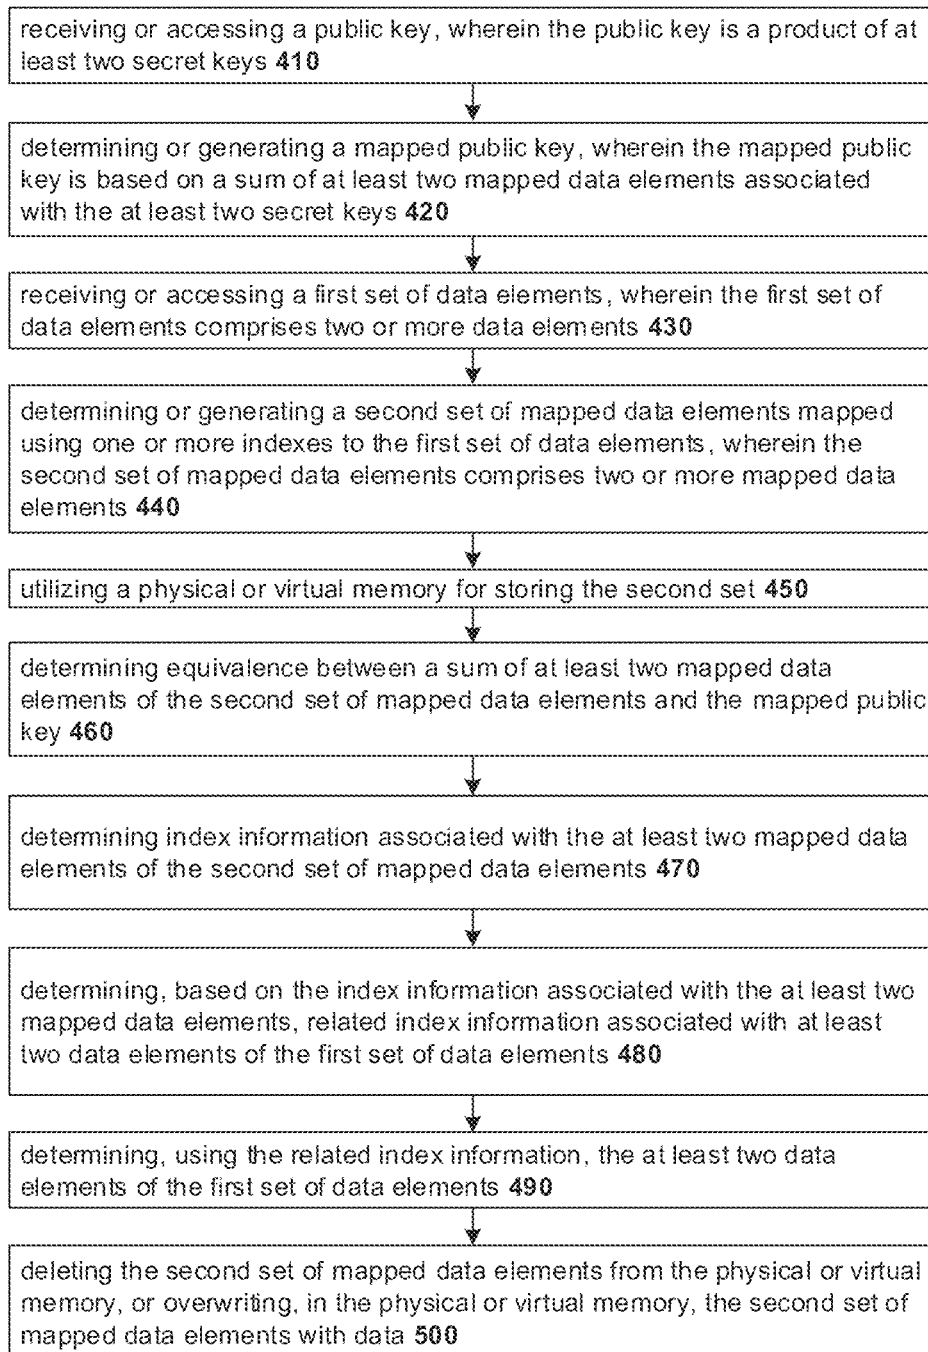 receiving or accessing a public key, wherein the public key is a product of at
least two secret keys 410
determining or generating a mapped public key, wherein the mapped public
key is based on a sum of at least two mapped data elements associated
with the at least two secret keys 420
receiving or accessing a first set of data elements, wherein the first set of
data elements comprises two or more data elements 430
determining or generating a second set of mapped data elements mapped
using one or more indexes to the first set of data elements, wherein the
second set of mapped data elements comprises two or more mapped data
elements 440
utilizing a physical or virtual memory for storing the second set 450
determining equivalence between a sum of at least two mapped data
elements of the second set of mapped data elements and the mapped public
key 460
determining index information associated with the at least two mapped data
elements of the second set of mapped data elements 470
determining, based on the index information associated with the at least two
mapped data elements, related index information associated with at least
two data elements of the first set of data elements 480
determining, using the related index information, the at least two data
elements of the first set of data elements 490
deleting the second set of mapped data elements from the physical or virtual
memory, or overwriting, in the physical or virtual memory, the second set of
mapped data elements with data 500